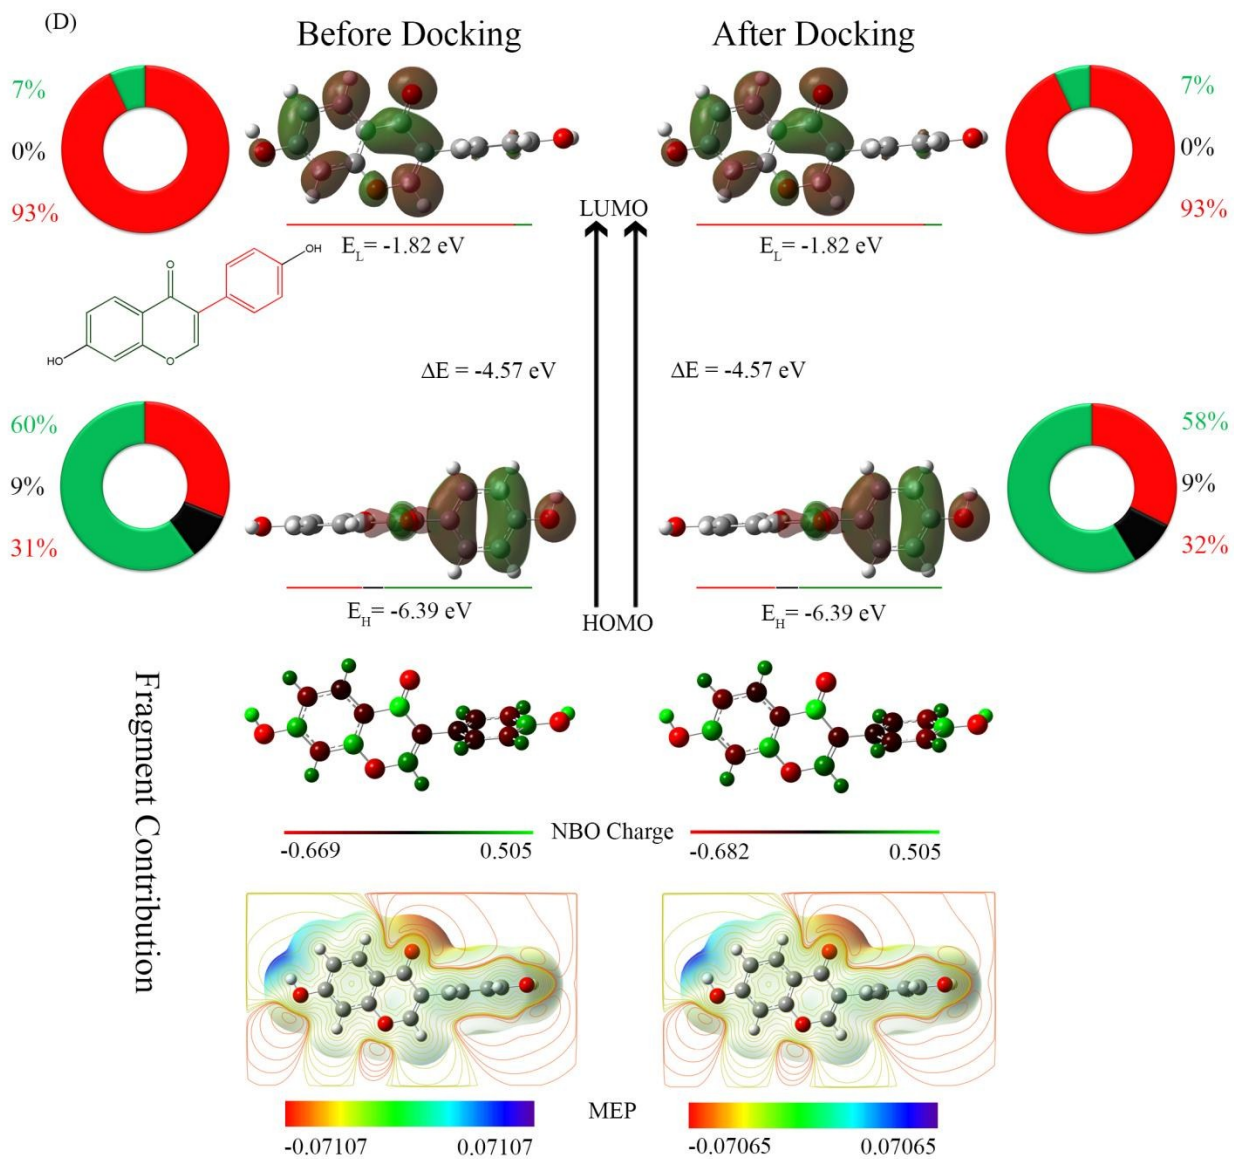 (D)
Before Docking
After Docking
7%
0%
93%
7%
0%
93%
LUMO
E_L= -1.82 eV
E_L= -1.82 eV
OH
O
HO
O
ΔE = -4.57 eV
ΔE = -4.57 eV
60%
9%
31%
58%
9%
32%
E_H= -6.39 eV
HOMO
E_H= -6.39 eV
Fragment Contribution
NBO Charge
-0.669
0.505
-0.682
0.505
MEP
-0.07107
0.07107
-0.07065
0.07065